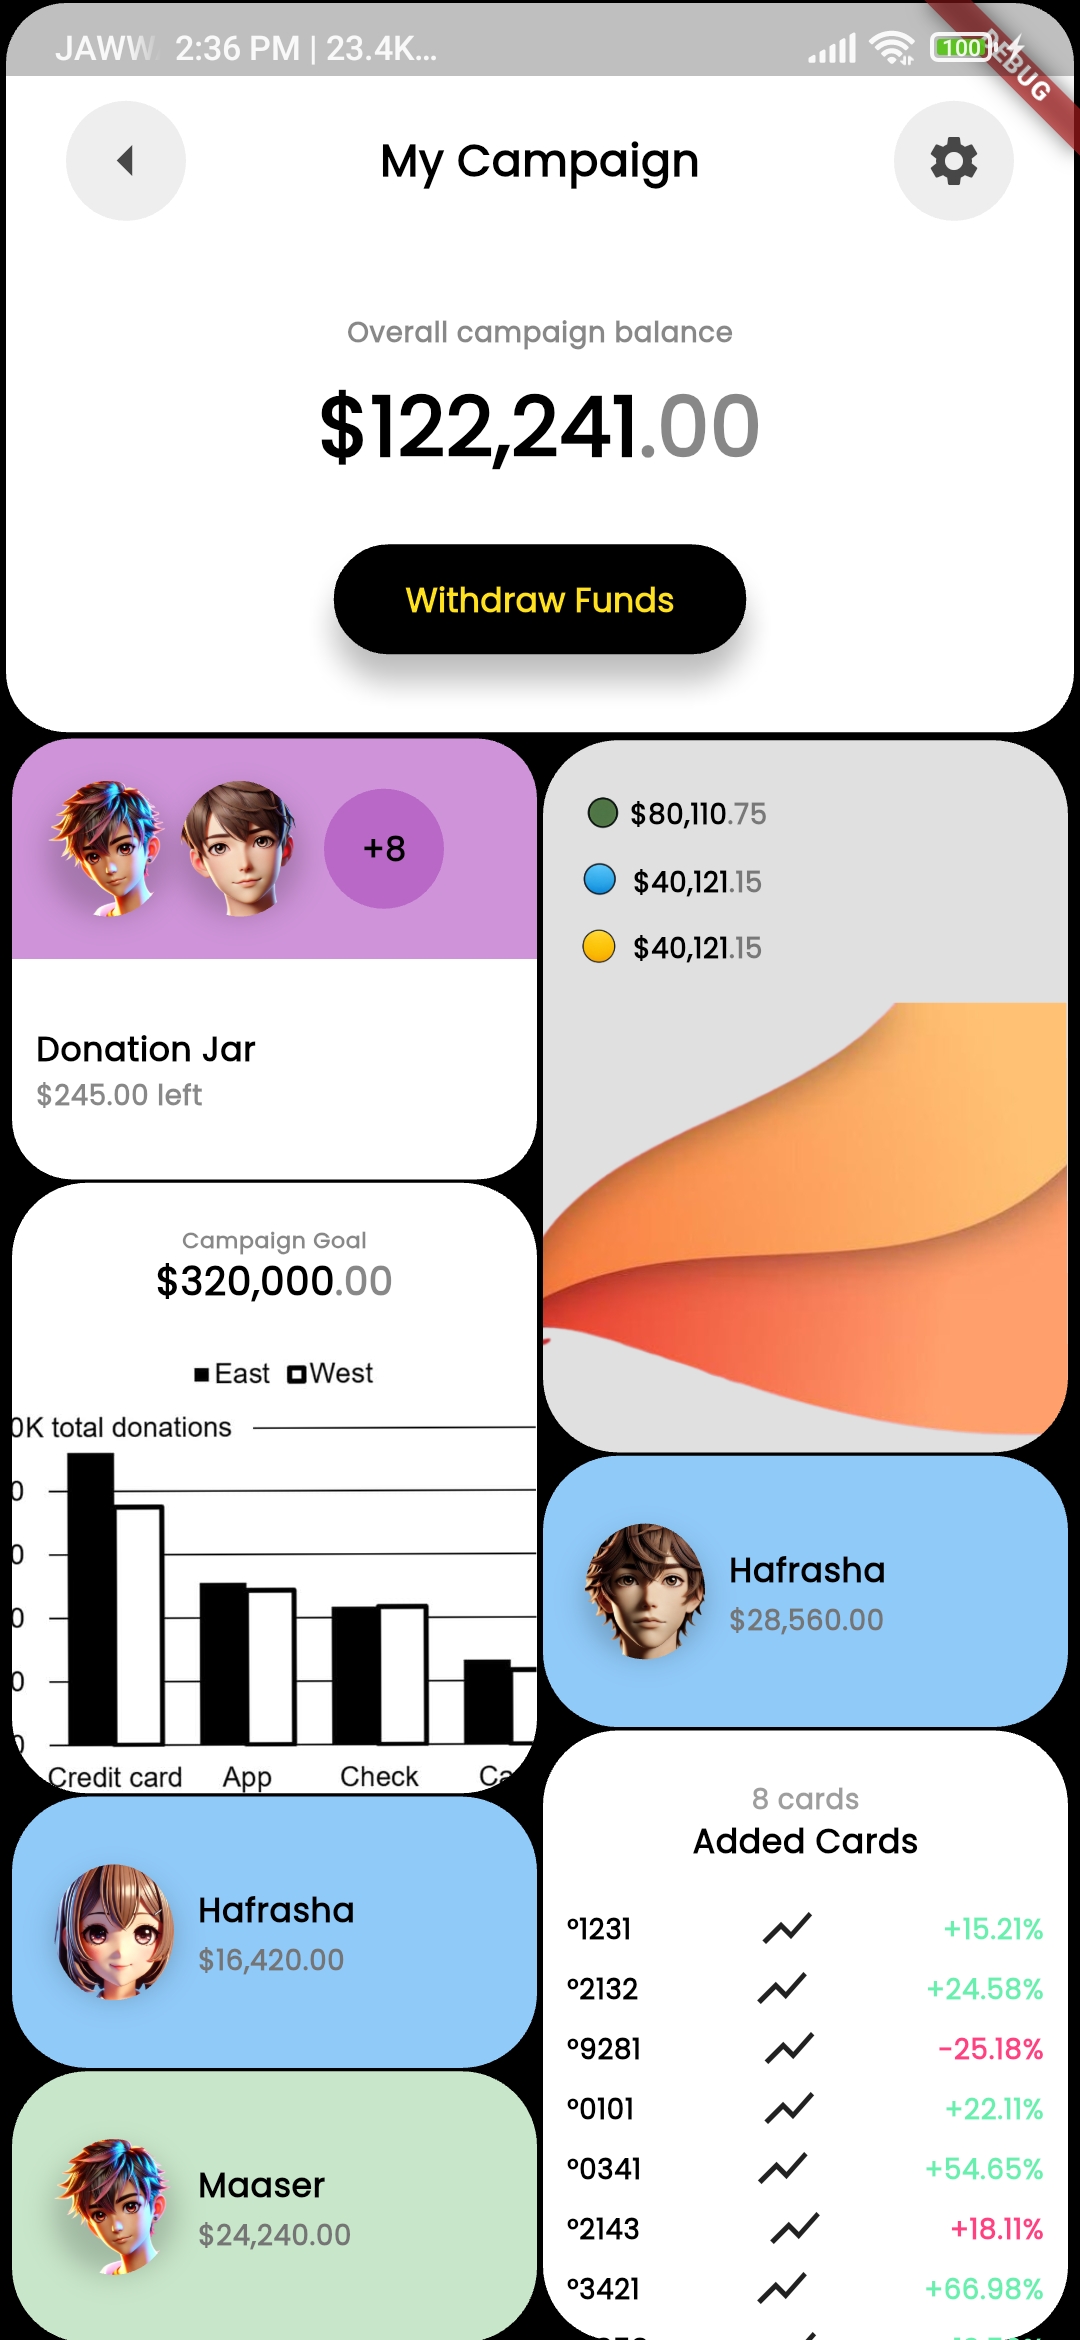 JAWW 2:36 PM | 23.4K...
100
DEBUG
My Campaign
Overall campaign balance
$122,241.00
Withdraw Funds
+8
Donation Jar
$245.00 left
$80,110.75
$40,121.15
$40,121.15
Campaign Goal
$320,000.00
East West
0K total donations
0
0
0
0
0
Credit card App Check Ca
Hafrasha
$28,560.00
8 cards
Added Cards
°1231 +15.21%
°2132 +24.58%
°9281 -25.18%
°0101 +22.11%
°0341 +54.65%
°2143 +18.11%
°3421 +66.98%
Hafrasha
$16,420.00
Maaser
$24,240.00